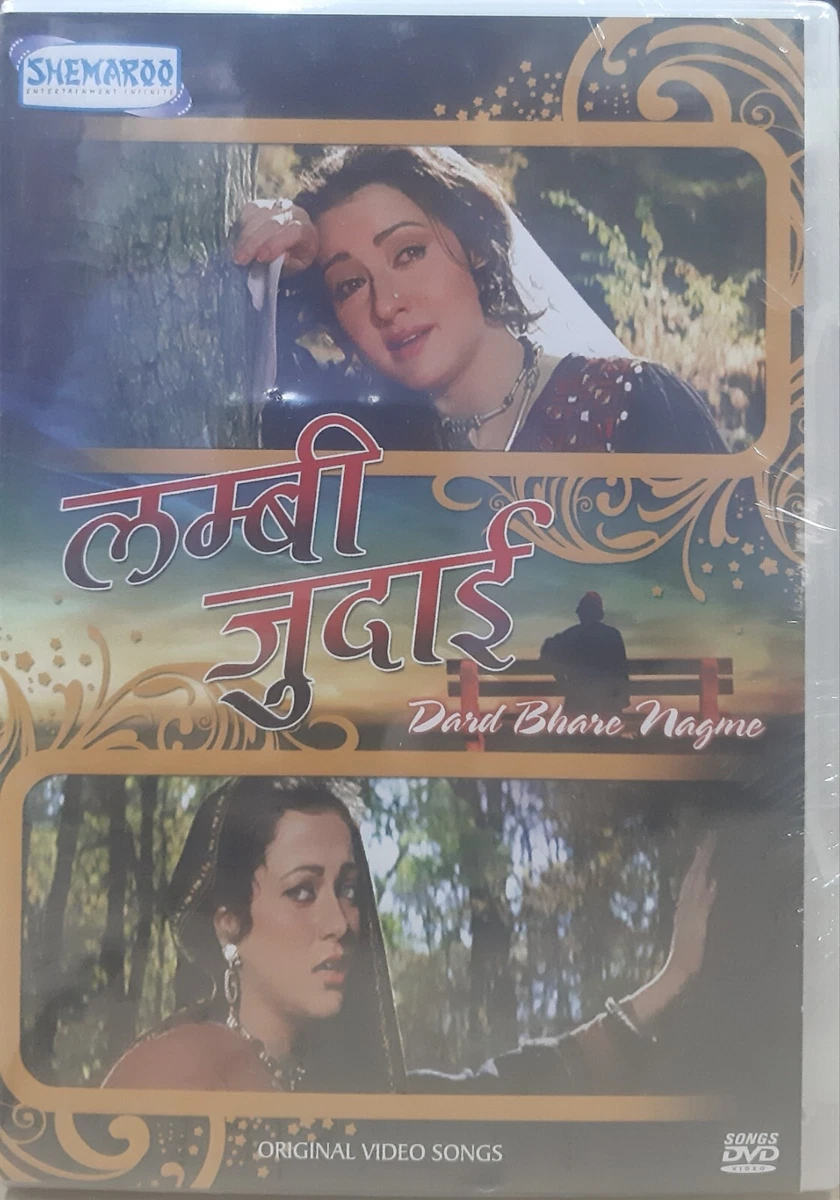 SHEMAROO
ENTERTAINMENT INFINITE
लम्बी
जुदाई
Dard Bhare Nagme
ORIGINAL VIDEO SONGS
SONGS
DVD
VIDEO